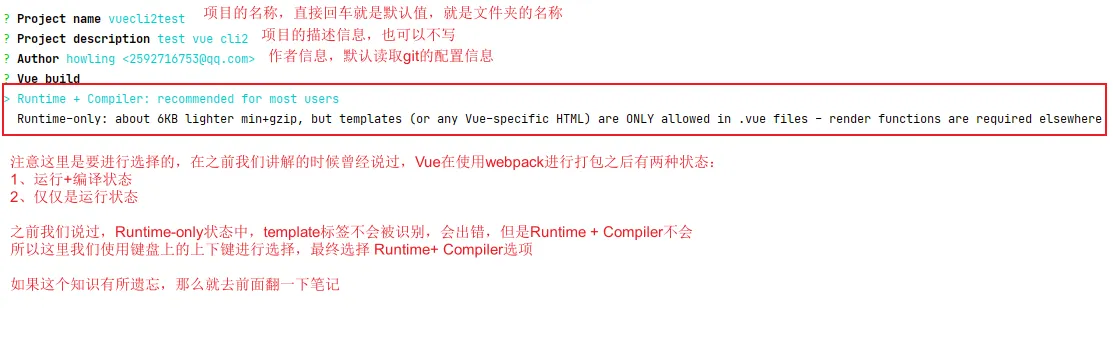 ? Project name vuecli2test 项目的名称，直接回车就是默认值，就是文件夹的名称
? Project description test vue cli2 项目的描述信息，也可以不写
? Author howling <2592716753@qq.com> 作者信息，默认读取git的配置信息
? Vue build
> Runtime + Compiler: recommended for most users
Runtime-only: about 6KB lighter min+gzip, but templates (or any Vue-specific HTML) are ONLY allowed in .vue files - render functions are required elsewhere
注意这里是要进行选择的，在之前我们讲解的时候曾经说过，Vue在使用webpack进行打包之后有两种状态：
1、运行+编译状态
2、仅仅是运行状态
之前我们说过，Runtime-only状态中，template标签不会被识别，会出错，但是Runtime + Compiler不会
所以这里我们使用键盘上的上下键进行选择，最终选择 Runtime+ Compiler选项
如果这个知识有所遗忘，那么就去前面翻一下笔记